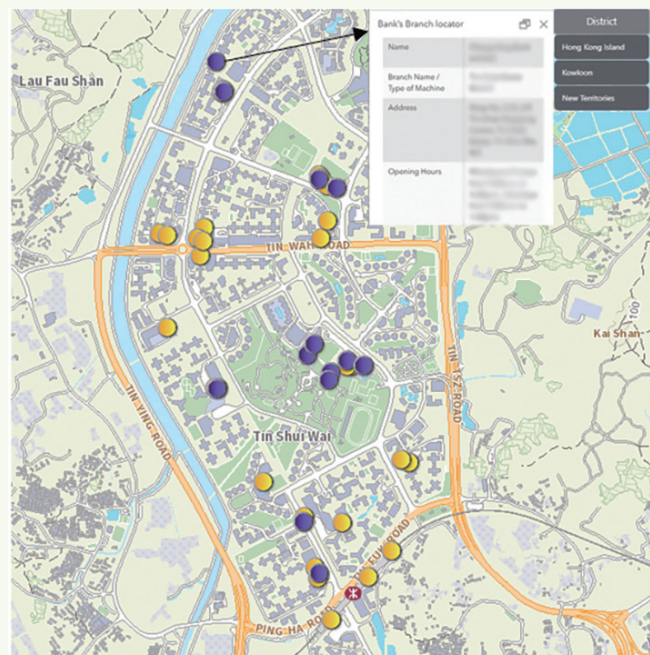 Bank's Branch locator
Name
Branch Name /
Type of Machine
Address
Opening Hours
District
Hong Kong Island
Kowloon
New Territories
Lau Fau Shan
TIN WAH ROAD
100
Kai Shan
TIN YING ROAD
TIN TSZ ROAD
Tin Shui Wai
PING HA ROAD